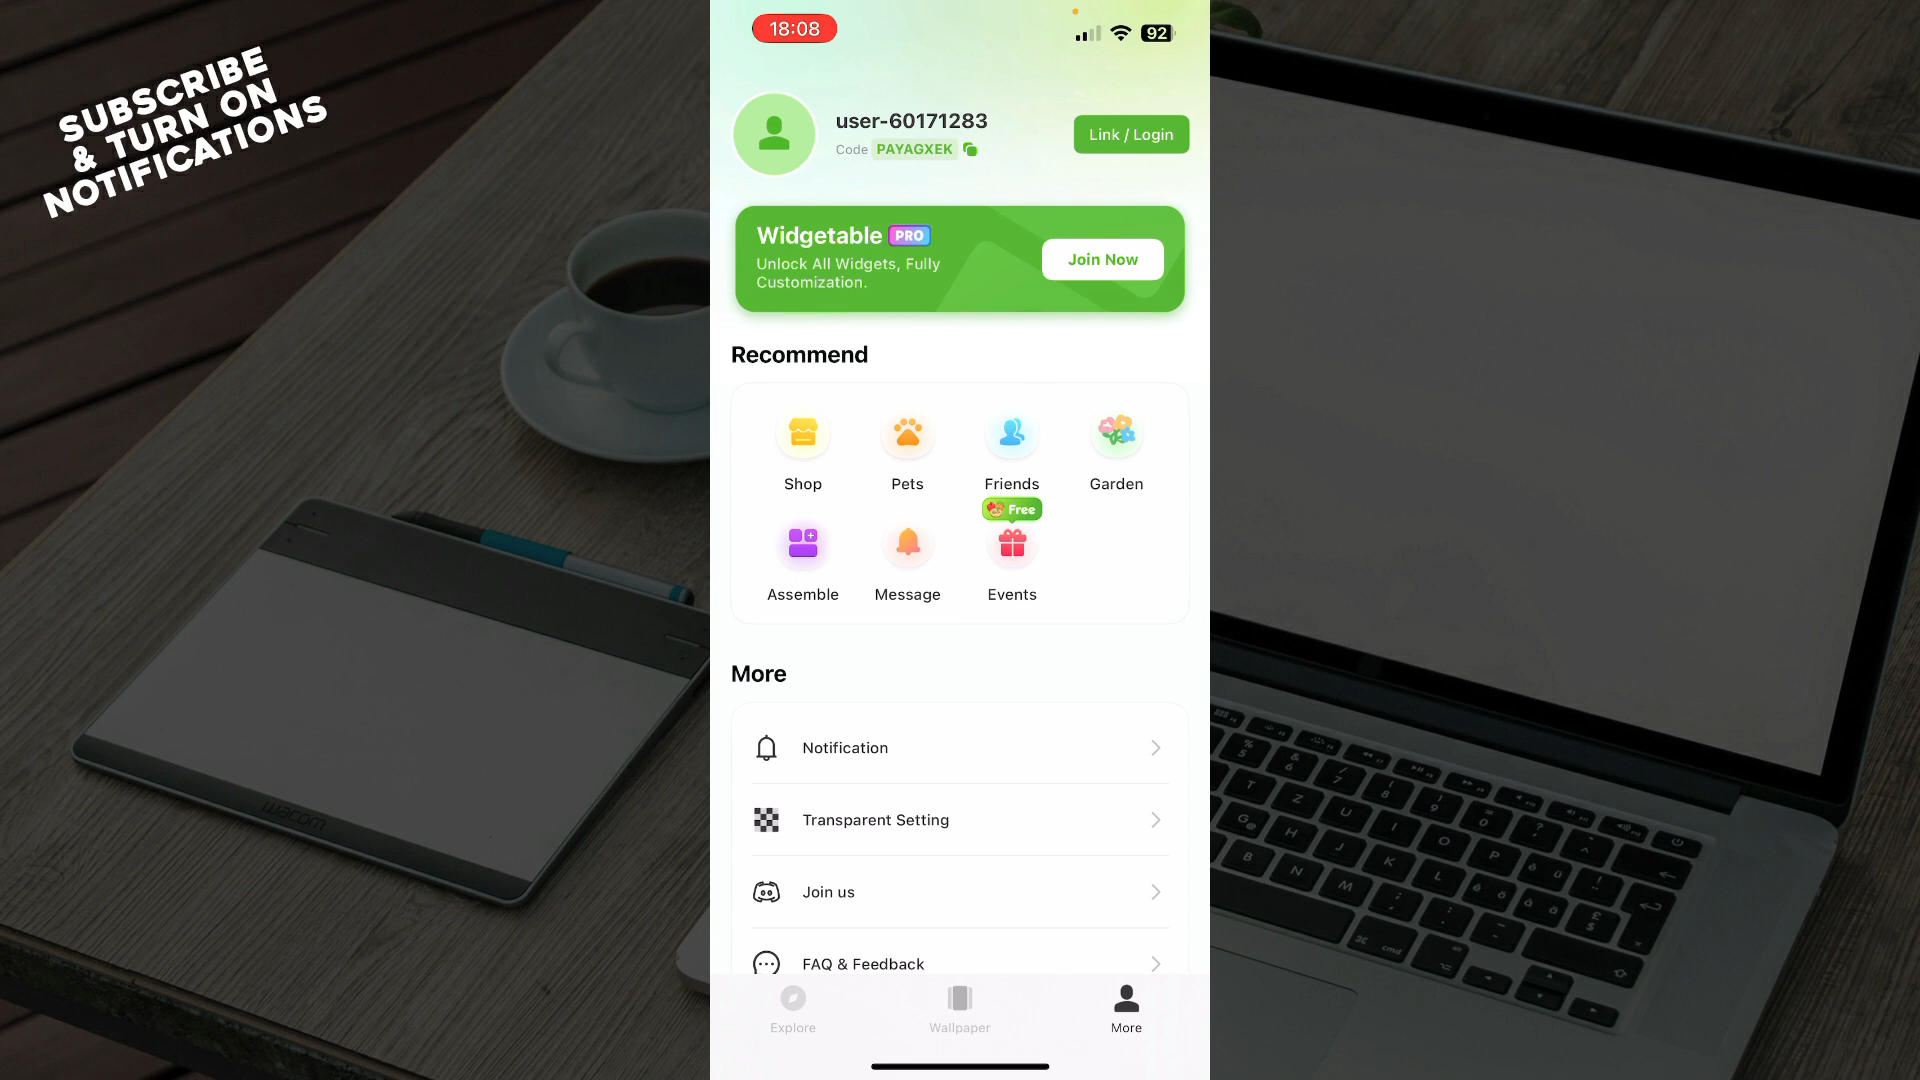 SUBSCRIBE
& TURN ON
NOTIFICATIONS
18:08
92
user-60171283
Code PAYAGXEK
Link / Login
Widgetable PRO
Unlock All Widgets, Fully
Customization.
Join Now
Recommend
Shop
Pets
Friends
Garden
Free
Assemble
Message
Events
More
Notification
Transparent Setting
Join us
FAQ & Feedback
Explore
Wallpaper
More
wacom